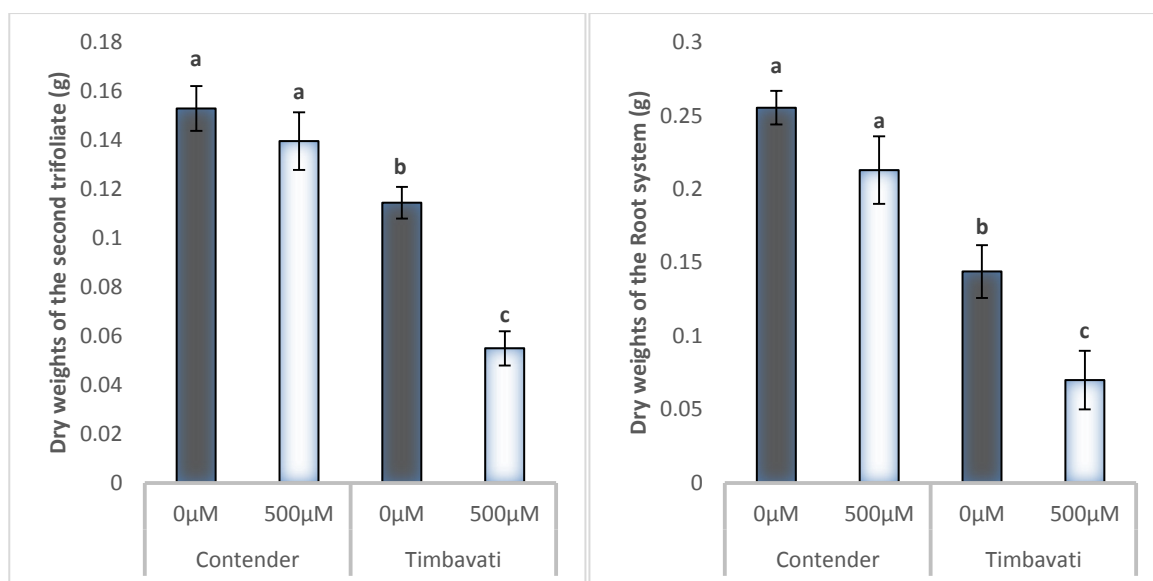 Dry weights of the second trifoliate (g)
0.18
0.16
0.14
0.12
0.1
0.08
0.06
0.04
0.02
0
a
a
b
c
0µM
500µM
0µM
500µM
Contender
Timbavati
Dry weights of the Root system (g)
0.3
0.25
0.2
0.15
0.1
0.05
0
a
a
b
c
0µM
500µM
0µM
500µM
Contender
Timbavati